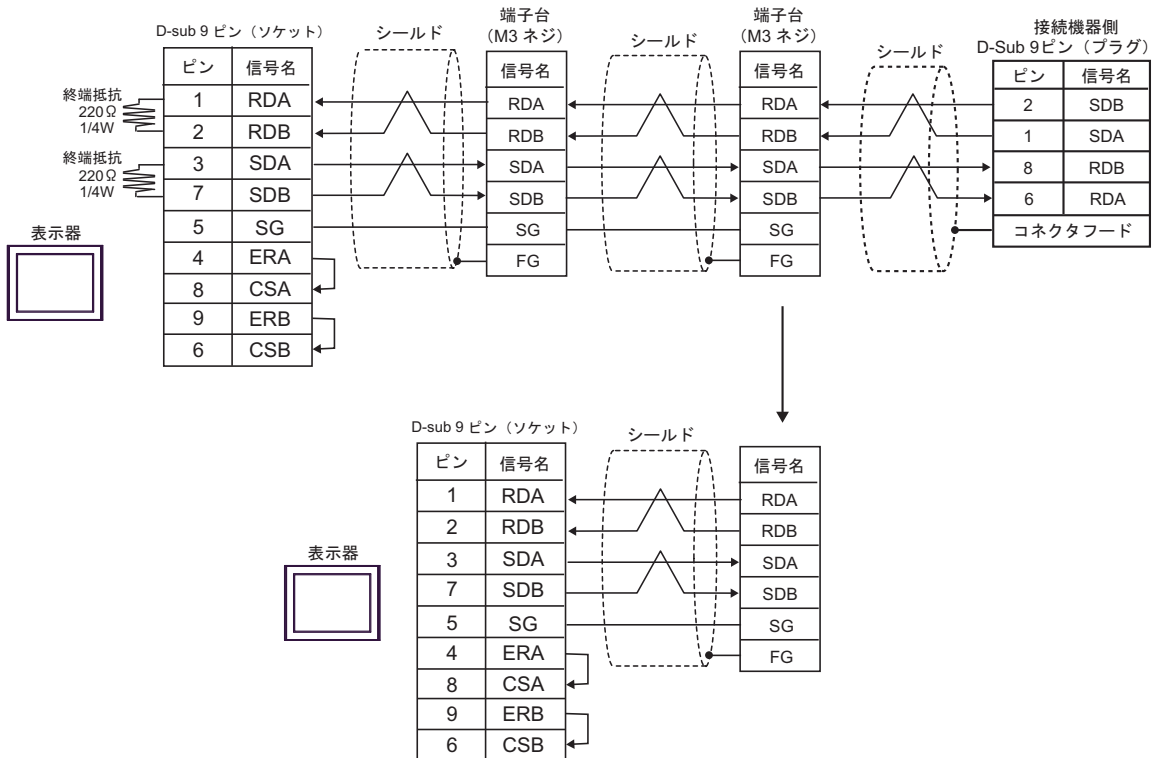 D-sub 9 ピン（ソケット）
ピン 信号名
1 RDA
2 RDB
3 SDA
7 SDB
5 SG
4 ERA
8 CSA
9 ERB
6 CSB
終端抵抗
220Ω
1/4W
終端抵抗
220Ω
1/4W
表示器
シールド
端子台
(M3 ネジ)
信号名
RDA
RDB
SDA
SDB
SG
FG
シールド
端子台
(M3 ネジ)
信号名
RDA
RDB
SDA
SDB
SG
FG
シールド
接続機器側
D-Sub 9ピン（プラグ）
ピン 信号名
2 SDB
1 SDA
8 RDB
6 RDA
コネクタフード
D-sub 9 ピン（ソケット）
ピン 信号名
1 RDA
2 RDB
3 SDA
7 SDB
5 SG
4 ERA
8 CSA
9 ERB
6 CSB
表示器
シールド
信号名
RDA
RDB
SDA
SDB
SG
FG